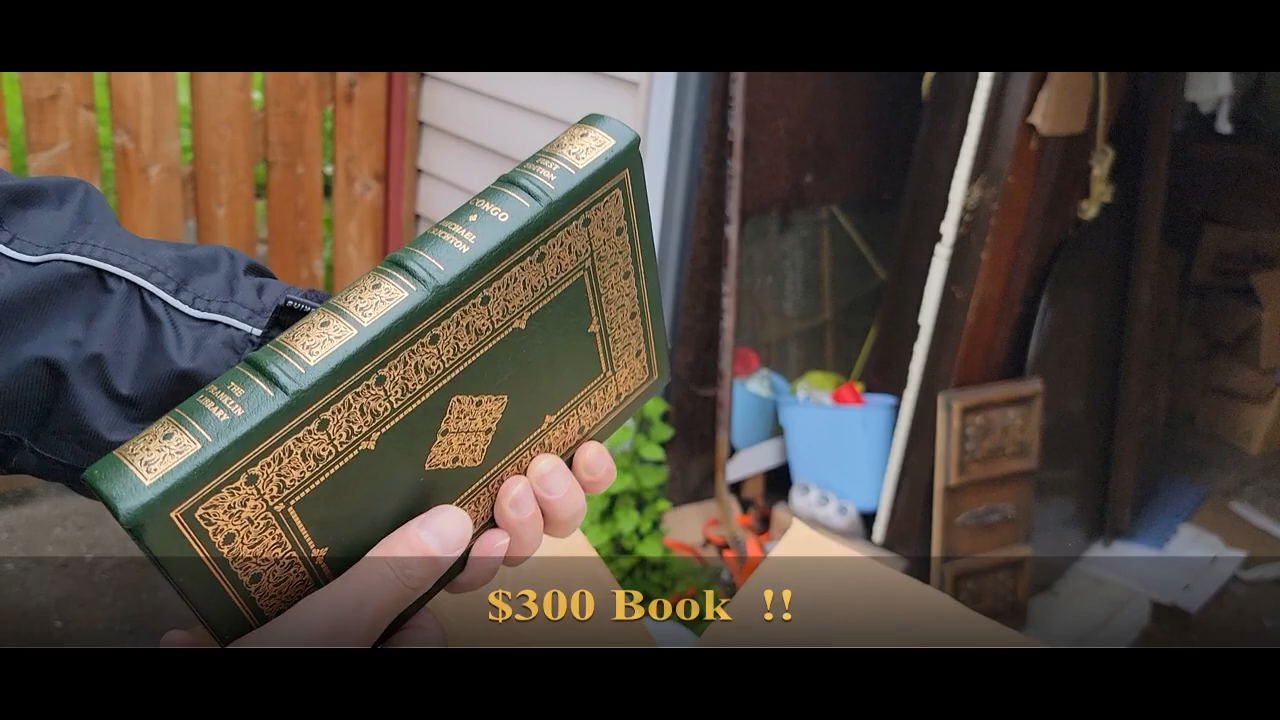 FIRST
EDITION
CONGO
MICHAEL
CRICHTON
THE
FRANKLIN
LIBRARY
$300 Book !!